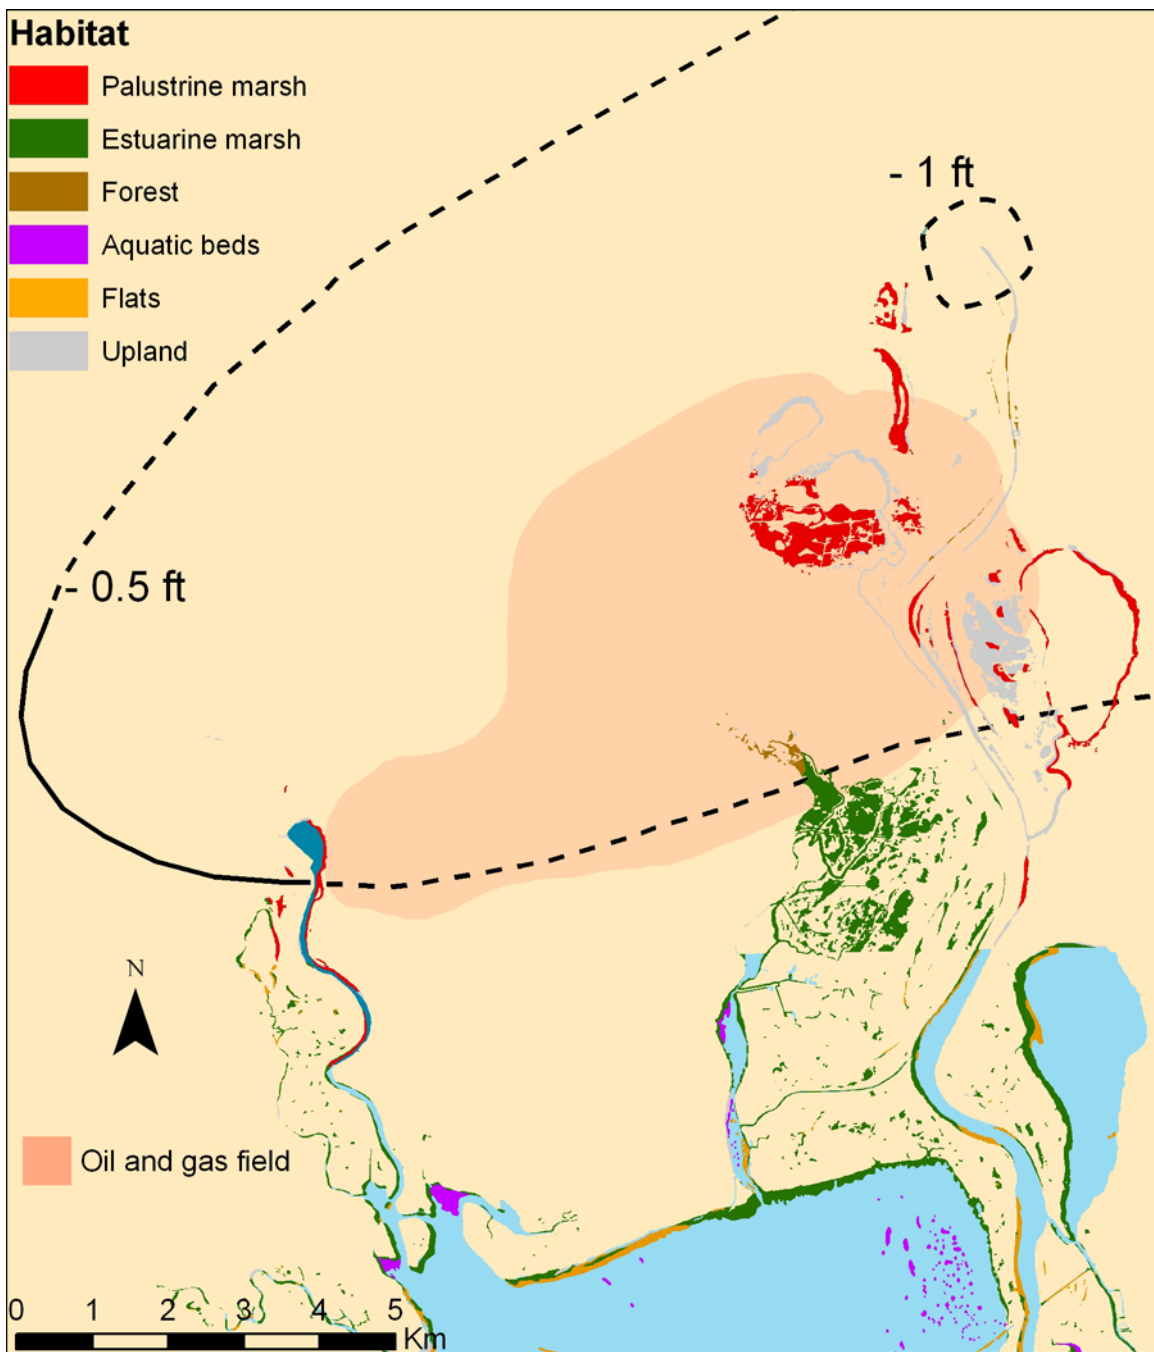 Habitat
Palustrine marsh
Estuarine marsh
Forest
Aquatic beds
Flats
Upland
- 1 ft
- 0.5 ft
N
Oil and gas field
0 1 2 3 4 5
Km